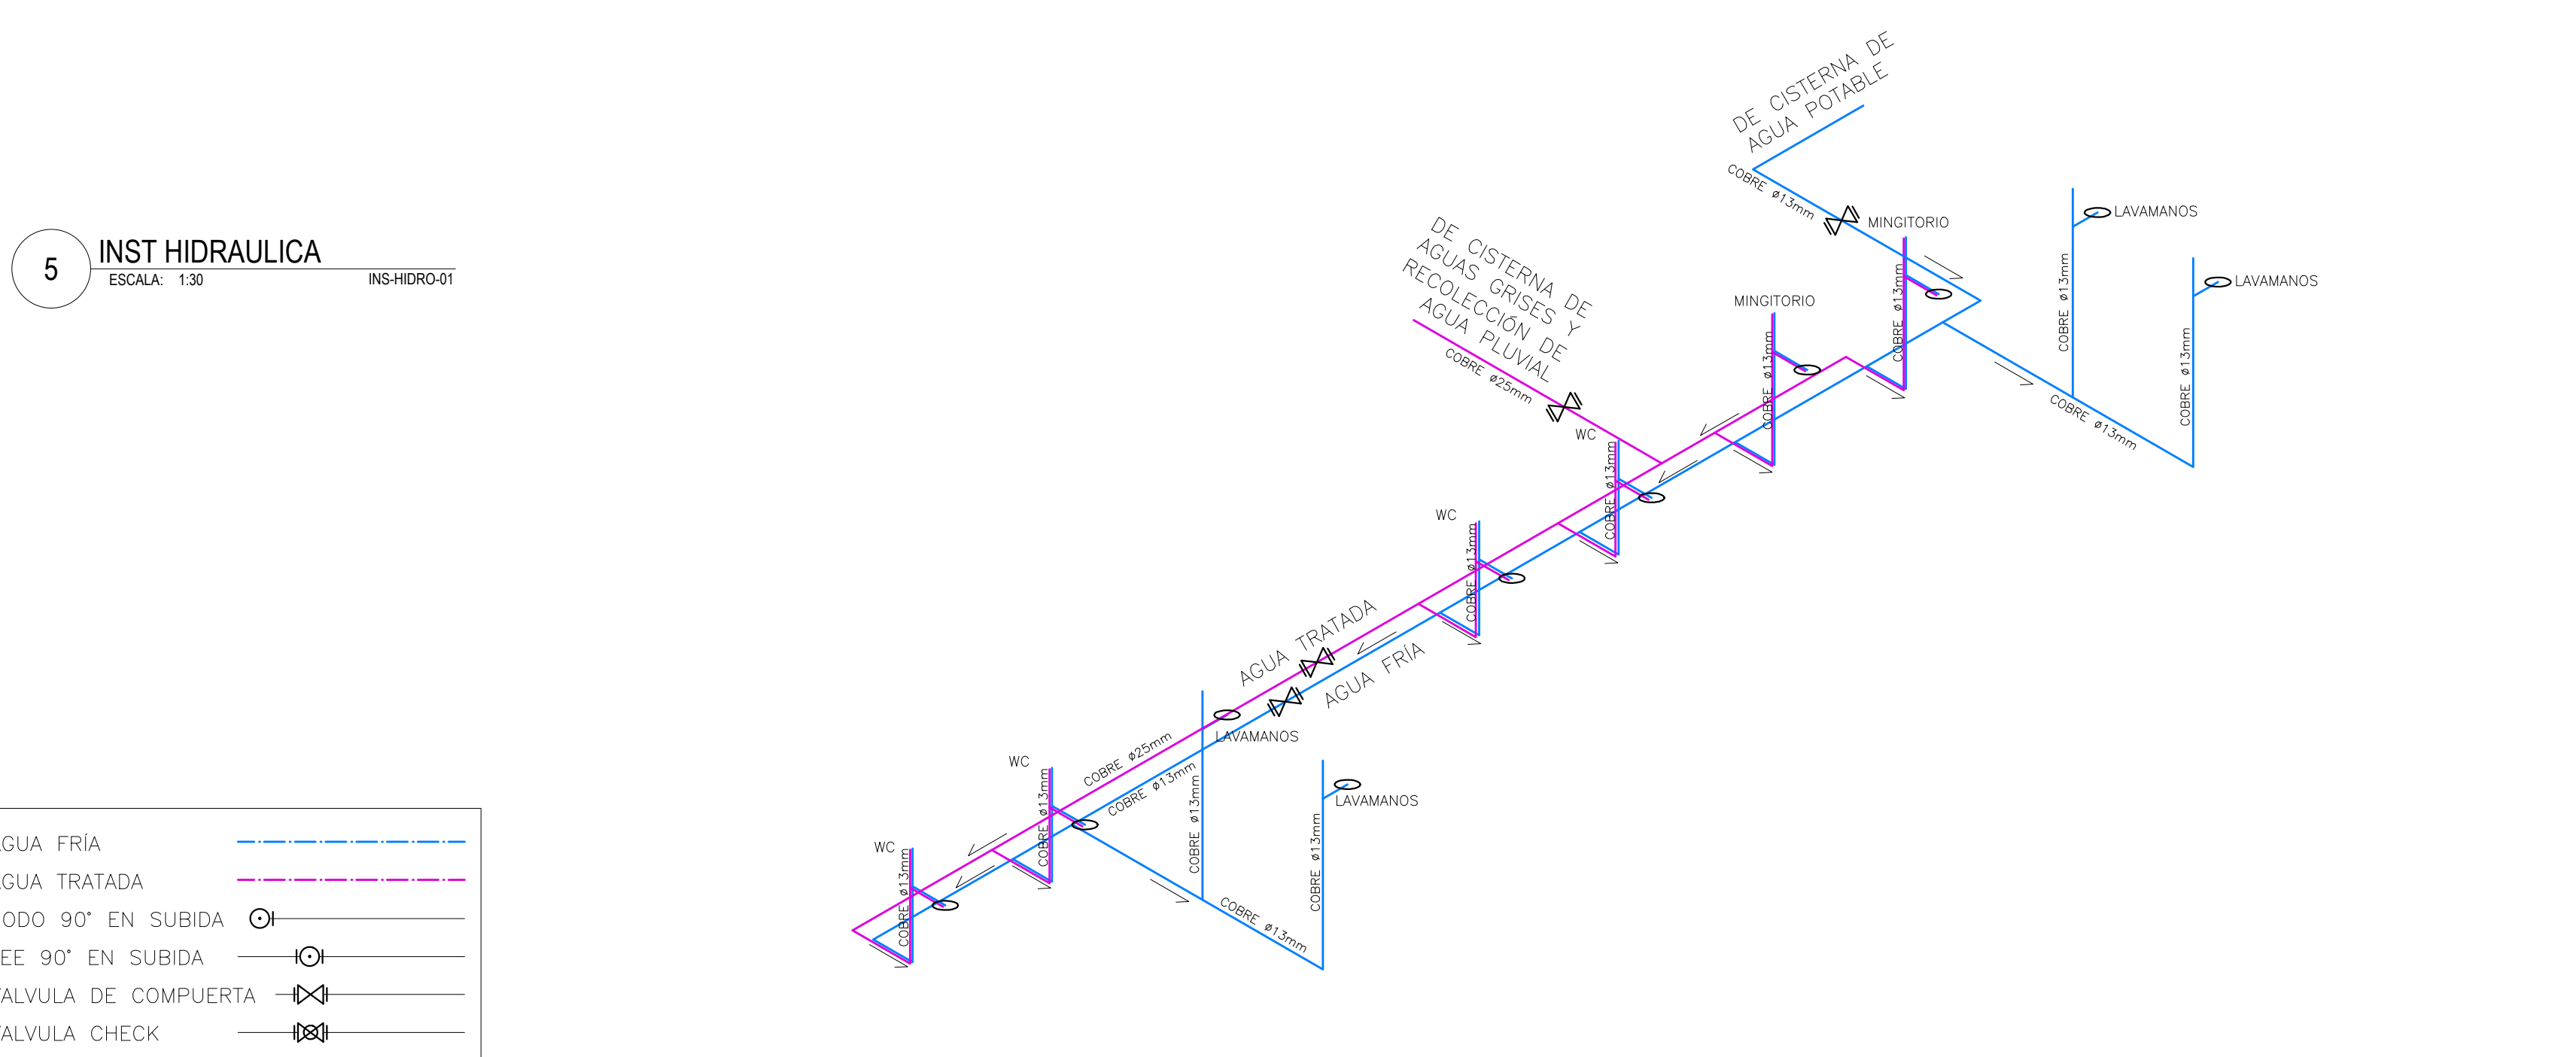 DE CISTERNA DE
AGUA POTABLE
COBRE ø13mm
MINGITORIO
COBRE ø13mm
LAVAMANOS
COBRE ø13mm
LAVAMANOS
COBRE ø13mm
COBRE ø13mm
DE CISTERNA DE
AGUAS GRISES Y
RECOLECCIÓN DE
AGUA PLUVIAL
COBRE ø25mm
MINGITORIO
COBRE ø13mm
WC
COBRE ø13mm
WC
COBRE ø13mm
5
INST HIDRAULICA
ESCALA: 1:30
INS-HIDRO-01
AGUA TRATADA
AGUA FRÍA
LAVAMANOS
COBRE ø25mm
COBRE ø13mm
COBRE ø13mm
LAVAMANOS
COBRE ø13mm
COBRE ø13mm
WC
COBRE ø13mm
WC
COBRE ø13mm
GUA FRÍA
GUA TRATADA
ODO 90° EN SUBIDA
EE 90° EN SUBIDA
ALVULA DE COMPUERTA
ALVULA CHECK